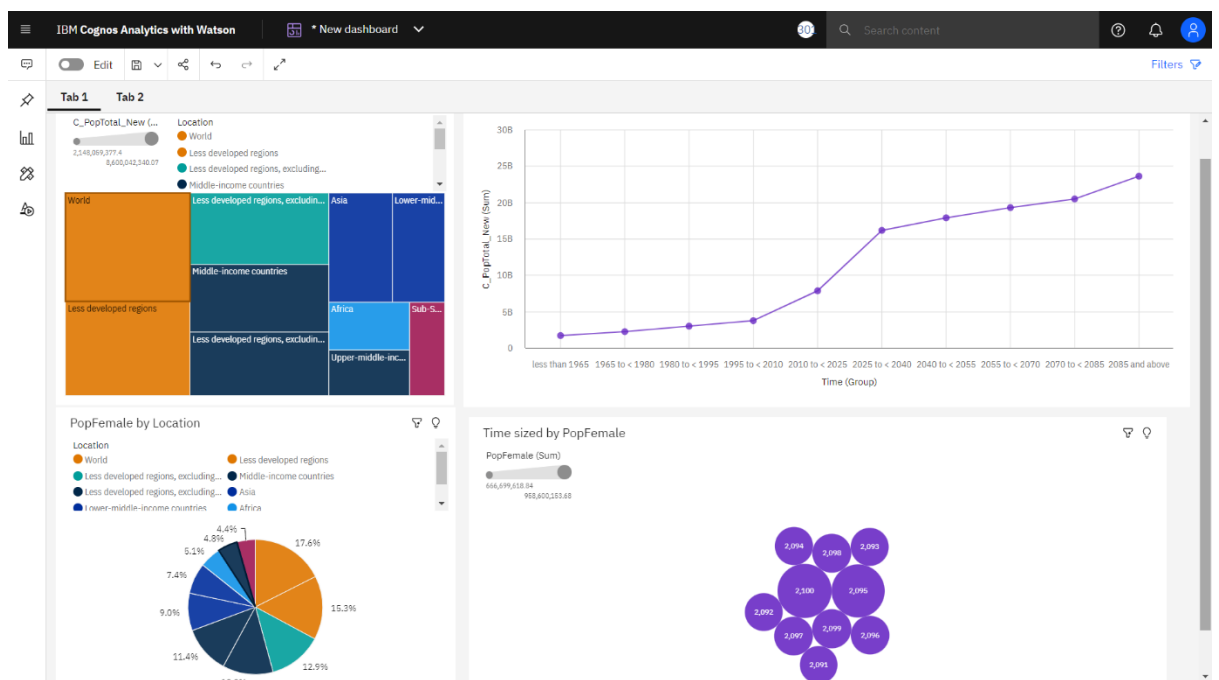 IBM Cognos Analytics with Watson
* New dashboard
301
Search content
Edit
Filters
Tab 1
Tab 2
C_PopTotal_New (...
2,148,059,377.4
8,600,042,340.07
Location
World
Less developed regions
Less developed regions, excluding...
Middle-income countries
World
Less developed regions, excludin...
Asia
Lower-mid...
Middle-income countries
Less developed regions
Africa
Sub-S...
Less developed regions, excludin...
Upper-middle-inc...
C_PopTotal_New (Sum)
30B
25B
20B
15B
10B
5B
0
less than 1965
1965 to < 1980
1980 to < 1995
1995 to < 2010
2010 to < 2025
2025 to < 2040
2040 to < 2055
2055 to < 2070
2070 to < 2085
2085 and above
Time (Group)
PopFemale by Location
Location
World
Less developed regions
Less developed regions, excluding...
Middle-income countries
Less developed regions, excluding...
Asia
Lower-middle-income countries
Africa
4.4%
4.8%
5.1%
7.4%
9.0%
11.4%
17.6%
15.3%
12.9%
Time sized by PopFemale
PopFemale (Sum)
666,699,618.84
958,600,153.68
2,094
2,098
2,093
2,100
2,095
2,092
2,097
2,099
2,096
2,091